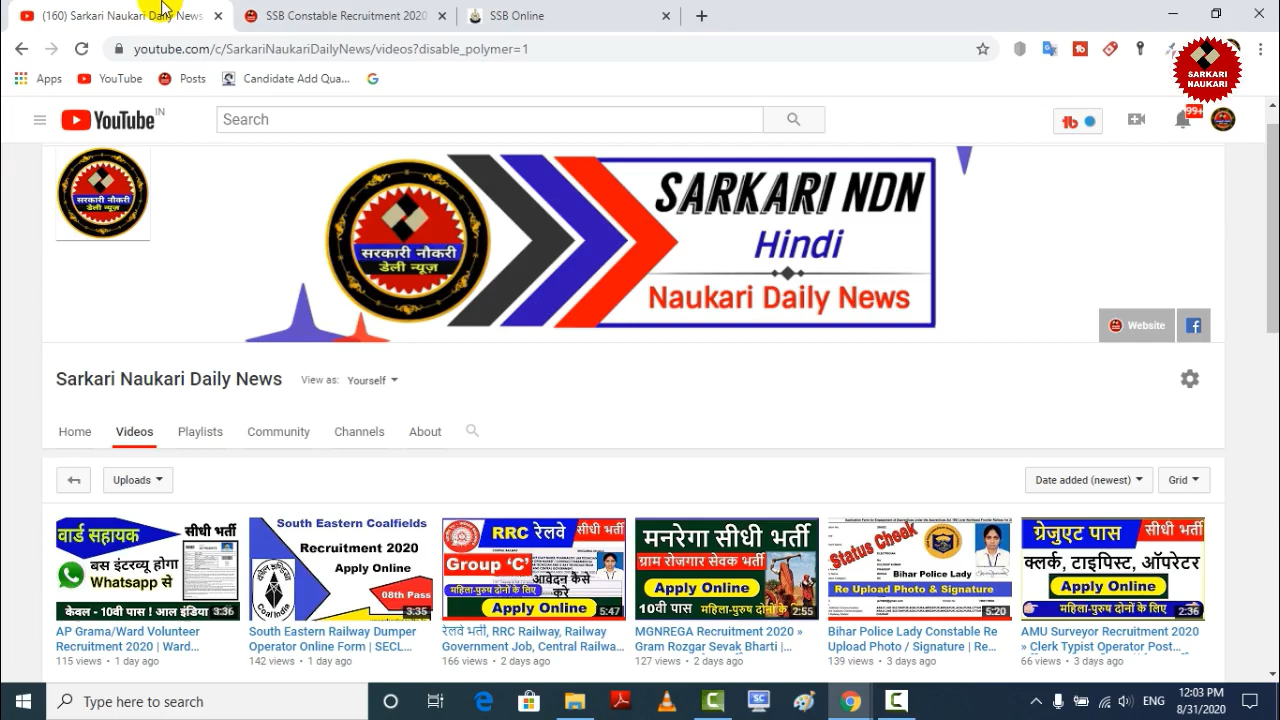 (160) Sarkari Naukari Daily News
SSB Constable Recruitment 2020
SSB Online
youtube.com/c/SarkariNaukariDailyNews/videos?disable_polymer=1
Apps
YouTube
Posts
Candidate Add Qua...
SARKARI
NAUKARI
YouTube IN
Search
99+
सरकारी नौकरी
डेली न्यूज़
सरकारी नौकरी
डेली न्यूज़
SARKARI NDN
Hindi
Naukari Daily News
Website
Sarkari Naukari Daily News
View as: Yourself
Home
Videos
Playlists
Community
Channels
About
Uploads
Date added (newest)
Grid
वार्ड सहायक
सीधी भर्ती
बस इंटरव्यू होगा
Whatsapp से
केवल - 10वी पास ! आल इंडिया
3:36
AP Grama/Ward Volunteer
Recruitment 2020 | Ward...
115 views • 1 day ago
South Eastern Coalfields
Recruitment 2020
Apply Online
08th Pass
3:35
South Eastern Railway Dumper
Operator Online Form | SECL...
142 views • 1 day ago
RRC रेलवे
सीधी भर्ती
Group 'C'
आवेदन कैसे
करे
महिला-पुरुष दोनों के लिए
Apply Online
5:47
रेलवे भर्ती, RRC Railway, Railway
Government Job, Central Railwa...
166 views • 2 days ago
मनरेगा सीधी भर्ती
ग्राम रोजगार सेवक भर्ती
Apply Online
10वी पास
महिला-पुरुष दोनों के
2:55
MGNREGA Recruitment 2020 »
Gram Rozgar Sevak Bharti |...
127 views • 2 days ago
Status Cheak
Bihar Police Lady
Re Upload Photo & Signature
5:20
Bihar Police Lady Constable Re
Upload Photo / Signature | Re...
139 views • 3 days ago
ग्रेजुएट पास
सीधी भर्ती
क्लर्क, टाइपिस्ट, ऑपरेटर
Apply Online
महिला-पुरुष दोनों के लिए
2:36
AMU Surveyor Recruitment 2020
» Clerk Typist Operator Post...
66 views • 3 days ago
Type here to search
ENG
12:03 PM
8/31/2020